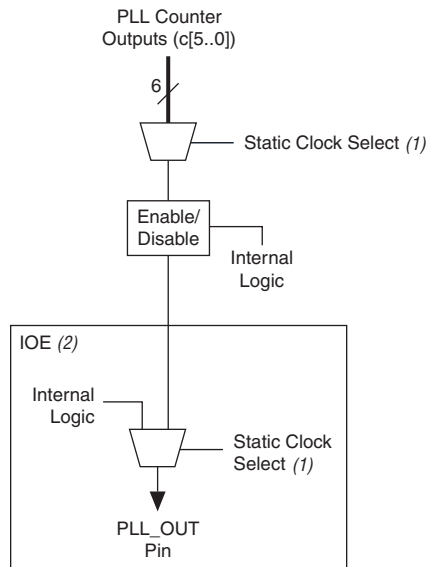 PLL Counter
Outputs (c[5..0])
6
Static Clock Select (1)
Enable/
Disable
Internal
Logic
IOE (2)
Internal
Logic
Static Clock
Select (1)
PLL_OUT
Pin